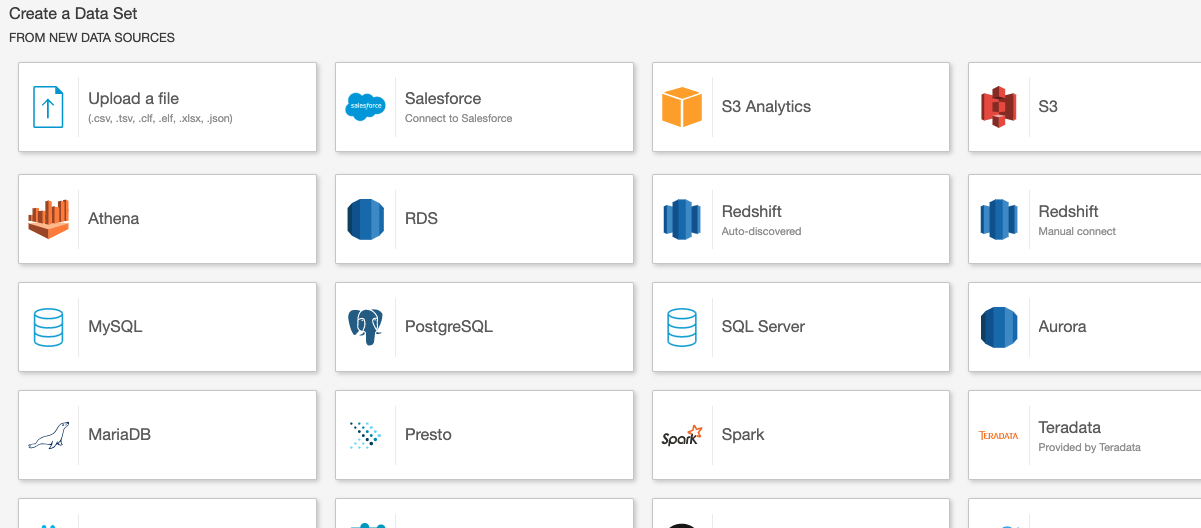 Create a Data Set
FROM NEW DATA SOURCES
Upload a file
(.csv, .tsv, .clf, .elf, .xlsx, .json)
salesforce
Salesforce
Connect to Salesforce
S3 Analytics
S3
Athena
RDS
Redshift
Auto-discovered
Redshift
Manual connect
MySQL
PostgreSQL
SQL Server
Aurora
MariaDB
Presto
Spark
Spark
TERADATA
Teradata
Provided by Teradata